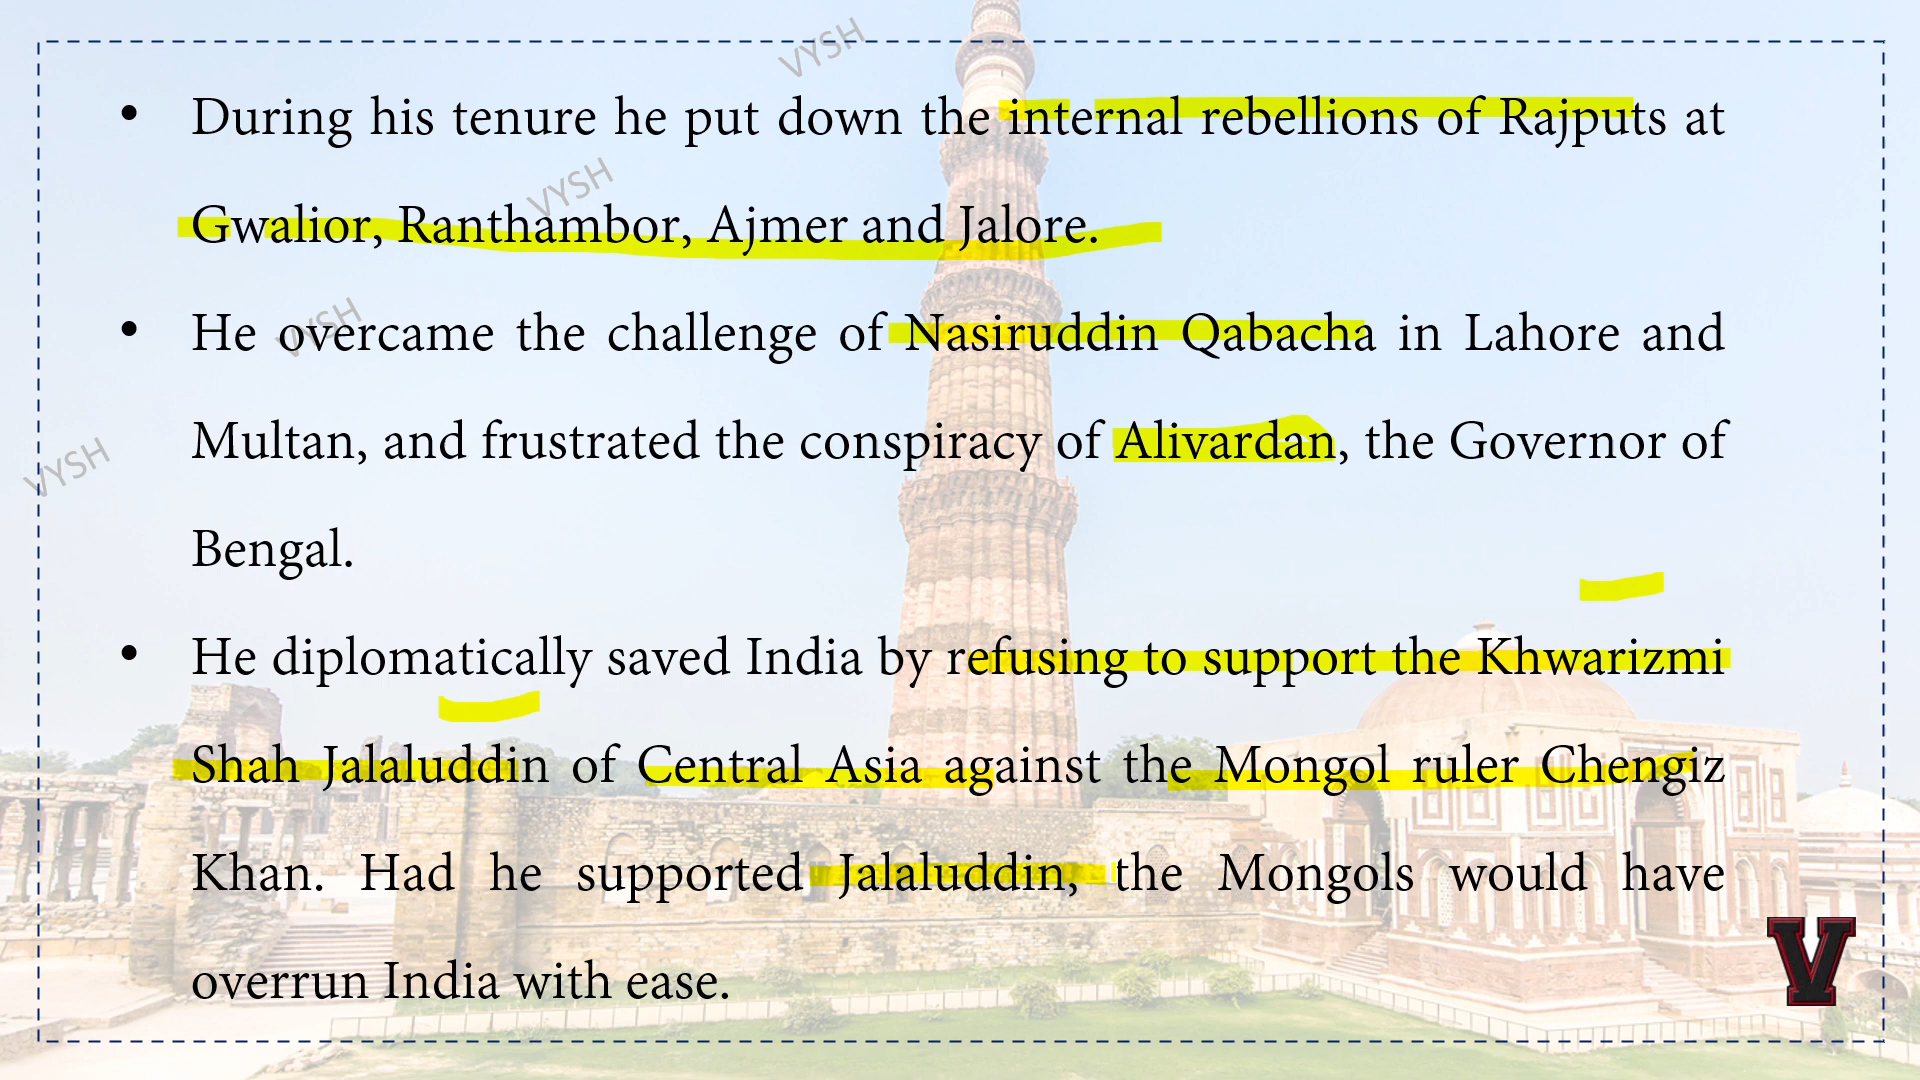 VYSH
• During his tenure he put down the internal rebellions of Rajputs at
VYSH
Gwalior, Ranthambor, Ajmer and Jalore.
VYSH
• He overcame the challenge of Nasiruddin Qabacha in Lahore and
Multan, and frustrated the conspiracy of Alivardan, the Governor of
VYSH
Bengal.
• He diplomatically saved India by refusing to support the Khwarizmi
Shah Jalaluddin of Central Asia against the Mongol ruler Chengiz
Khan. Had he supported Jalaluddin, the Mongols would have
V
overrun India with ease.